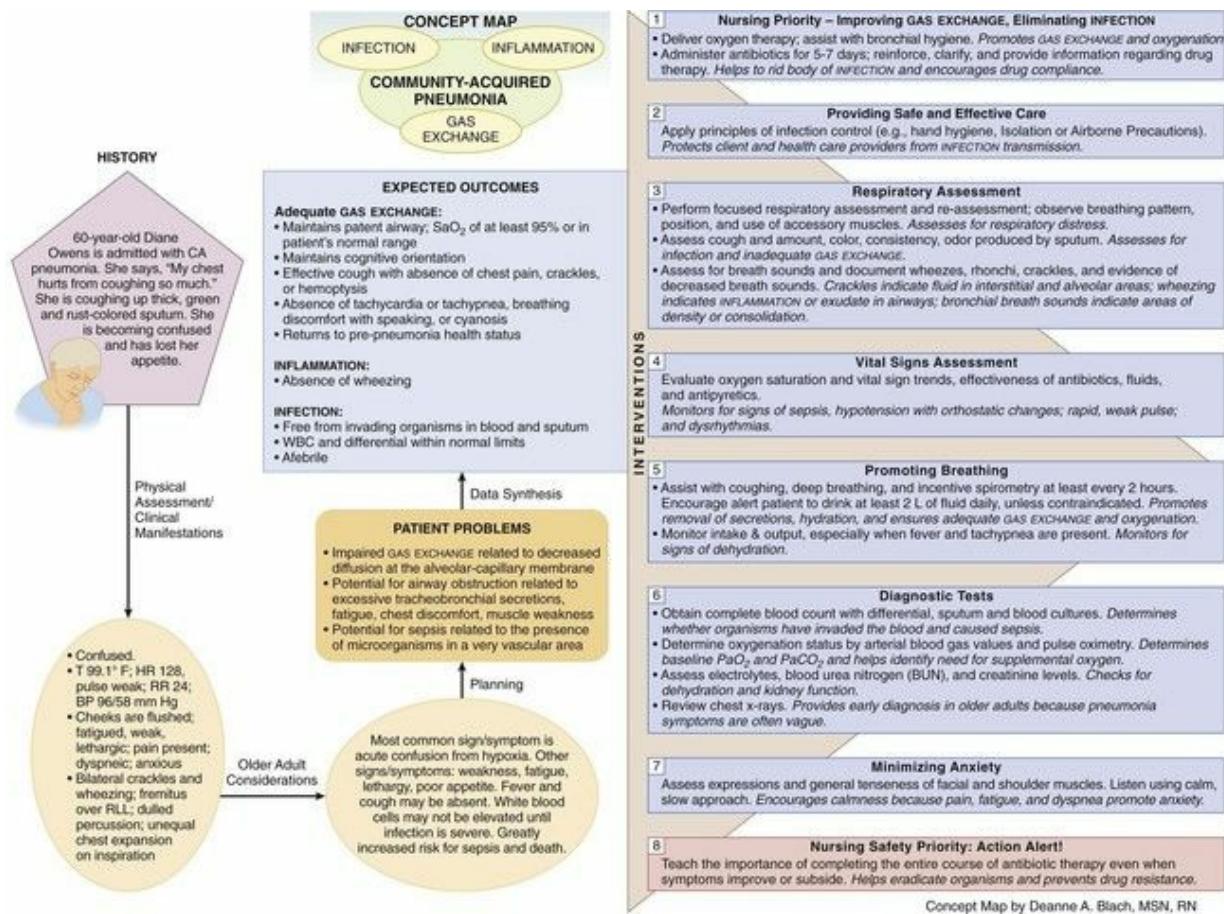 CONCEPT MAP
INFECTION
INFLAMMATION
COMMUNITY-ACQUIRED
PNEUMONIA
GAS
EXCHANGE
HISTORY
60-year-old Diane
Owens is admitted with CA
pneumonia. She says, "My chest
hurts from coughing so much."
She is coughing up thick, green
and rust-colored sputum. She
is becoming confused
and has lost her
appetite.
Physical
Assessment/
Clinical
Manifestations
• Confused.
• T 99.1° F; HR 128,
pulse weak; RR 24;
BP 96/58 mm Hg
• Cheeks are flushed;
fatigued, weak,
lethargic; pain present;
dyspneic; anxious
• Bilateral crackles and
wheezing; fremitus
over RLL; dulled
percussion; unequal
chest expansion
on inspiration
Older Adult
Considerations
Most common sign/symptom is
acute confusion from hypoxia. Other
signs/symptoms: weakness, fatigue,
lethargy, poor appetite. Fever and
cough may be absent. White blood
cells may not be elevated until
infection is severe. Greatly
increased risk for sepsis and death.
Planning
PATIENT PROBLEMS
• Impaired GAS EXCHANGE related to decreased
diffusion at the alveolar-capillary membrane
• Potential for airway obstruction related to
excessive tracheobronchial secretions,
fatigue, chest discomfort, muscle weakness
• Potential for sepsis related to the presence
of microorganisms in a very vascular area
Data Synthesis
EXPECTED OUTCOMES
Adequate GAS EXCHANGE:
• Maintains patent airway; SaO2 of at least 95% or in
patient's normal range
• Maintains cognitive orientation
• Effective cough with absence of chest pain, crackles,
or hemoptysis
• Absence of tachycardia or tachypnea, breathing
discomfort with speaking, or cyanosis
• Returns to pre-pneumonia health status
INFLAMMATION:
• Absence of wheezing
INFECTION:
• Free from invading organisms in blood and sputum
• WBC and differential within normal limits
• Afebrile
INTERVENTIONS
1 Nursing Priority – Improving GAS EXCHANGE, Eliminating INFECTION
• Deliver oxygen therapy; assist with bronchial hygiene. Promotes GAS EXCHANGE and oxygenation
• Administer antibiotics for 5-7 days; reinforce, clarify, and provide information regarding drug
therapy. Helps to rid body of INFECTION and encourages drug compliance.
2 Providing Safe and Effective Care
Apply principles of infection control (e.g., hand hygiene, Isolation or Airborne Precautions).
Protects client and health care providers from INFECTION transmission.
3 Respiratory Assessment
• Perform focused respiratory assessment and re-assessment; observe breathing pattern,
position, and use of accessory muscles. Assesses for respiratory distress.
• Assess cough and amount, color, consistency, odor produced by sputum. Assesses for
infection and inadequate GAS EXCHANGE.
• Assess for breath sounds and document wheezes, rhonchi, crackles, and evidence of
decreased breath sounds. Crackles indicate fluid in interstitial and alveolar areas; wheezing
indicates INFLAMMATION or exudate in airways; bronchial breath sounds indicate areas of
density or consolidation.
4 Vital Signs Assessment
Evaluate oxygen saturation and vital sign trends, effectiveness of antibiotics, fluids,
and antipyretics.
Monitors for signs of sepsis, hypotension with orthostatic changes; rapid, weak pulse;
and dysrhythmias.
5 Promoting Breathing
• Assist with coughing, deep breathing, and incentive spirometry at least every 2 hours.
Encourage alert patient to drink at least 2 L of fluid daily, unless contraindicated. Promotes
removal of secretions, hydration, and ensures adequate GAS EXCHANGE and oxygenation.
• Monitor intake & output, especially when fever and tachypnea are present. Monitors for
signs of dehydration.
6 Diagnostic Tests
• Obtain complete blood count with differential, sputum and blood cultures. Determines
whether organisms have invaded the blood and caused sepsis.
• Determine oxygenation status by arterial blood gas values and pulse oximetry. Determines
baseline PaO2 and PaCO2 and helps identify need for supplemental oxygen.
• Assess electrolytes, blood urea nitrogen (BUN), and creatinine levels. Checks for
dehydration and kidney function.
• Review chest x-rays. Provides early diagnosis in older adults because pneumonia
symptoms are often vague.
7 Minimizing Anxiety
Assess expressions and general tenseness of facial and shoulder muscles. Listen using calm,
slow approach. Encourages calmness because pain, fatigue, and dyspnea promote anxiety.
8 Nursing Safety Priority: Action Alert!
Teach the importance of completing the entire course of antibiotic therapy even when
symptoms improve or subside. Helps eradicate organisms and prevents drug resistance.
Concept Map by Deanne A. Blach, MSN, RN